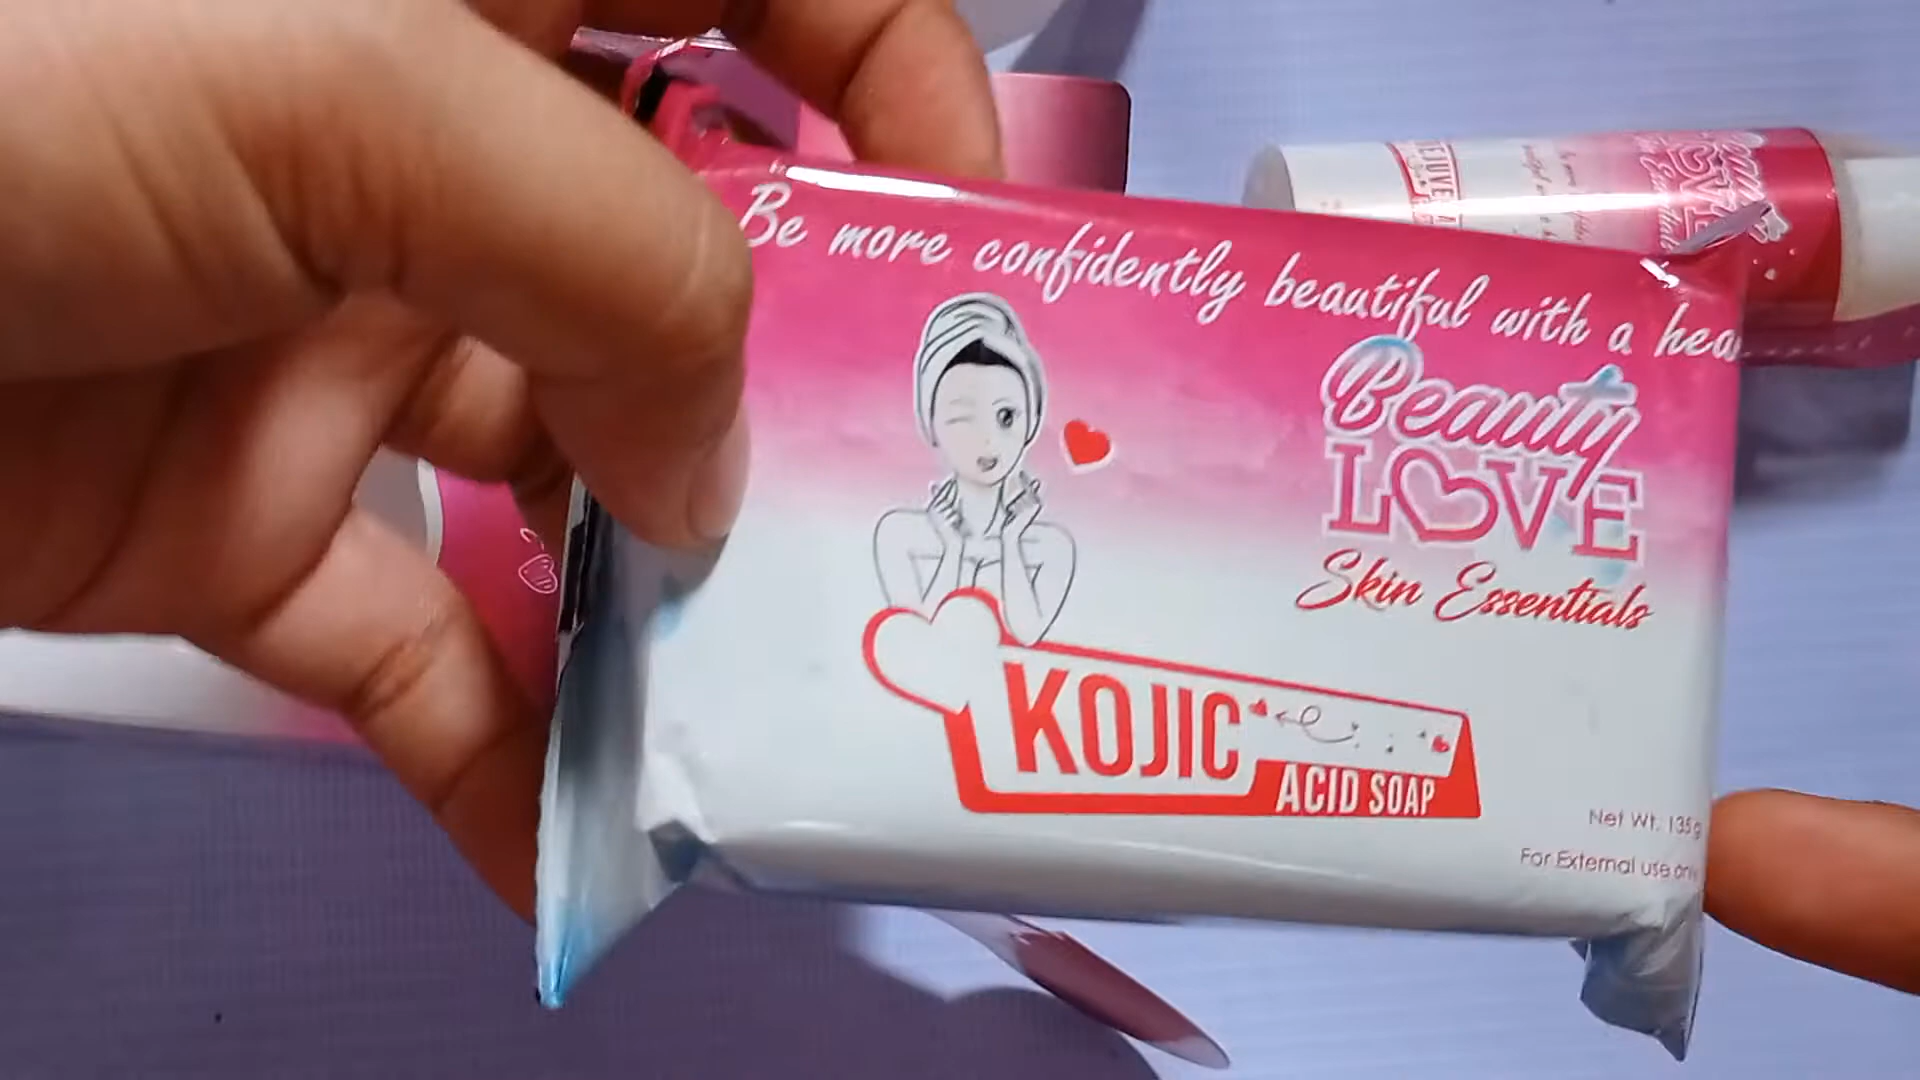 Be more confidently beautiful with a hea
Beauty
LOVE
Skin Essentials
KOJIC
ACID SOAP
Net Wt. 135g
For External use only